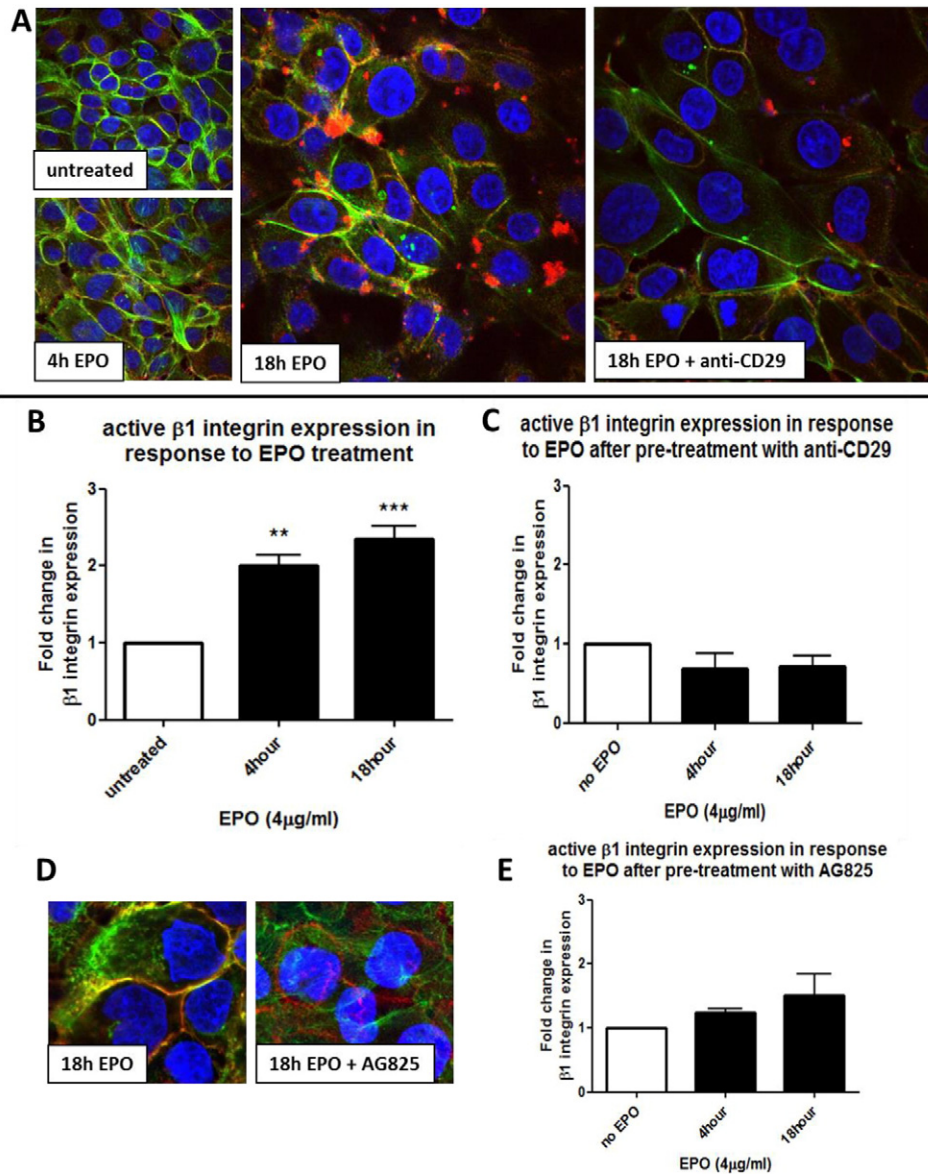 A
untreated
4h EPO
18h EPO
18h EPO + anti-CD29
B
active β1 integrin expression in
response to EPO treatment
Fold change in
β1 integrin expression
3
2
1
0
**
***
untreated
4hour
18hour
EPO (4µg/ml)
C
active β1 integrin expression in response
to EPO after pre-treatment with anti-CD29
Fold change in
β1 integrin expression
3
2
1
0
no EPO
4hour
18hour
EPO (4µg/ml)
D
18h EPO
18h EPO + AG825
E
active β1 integrin expression in response
to EPO after pre-treatment with AG825
Fold change in
β1 integrin expression
3
2
1
0
no EPO
4hour
18hour
EPO (4µg/ml)